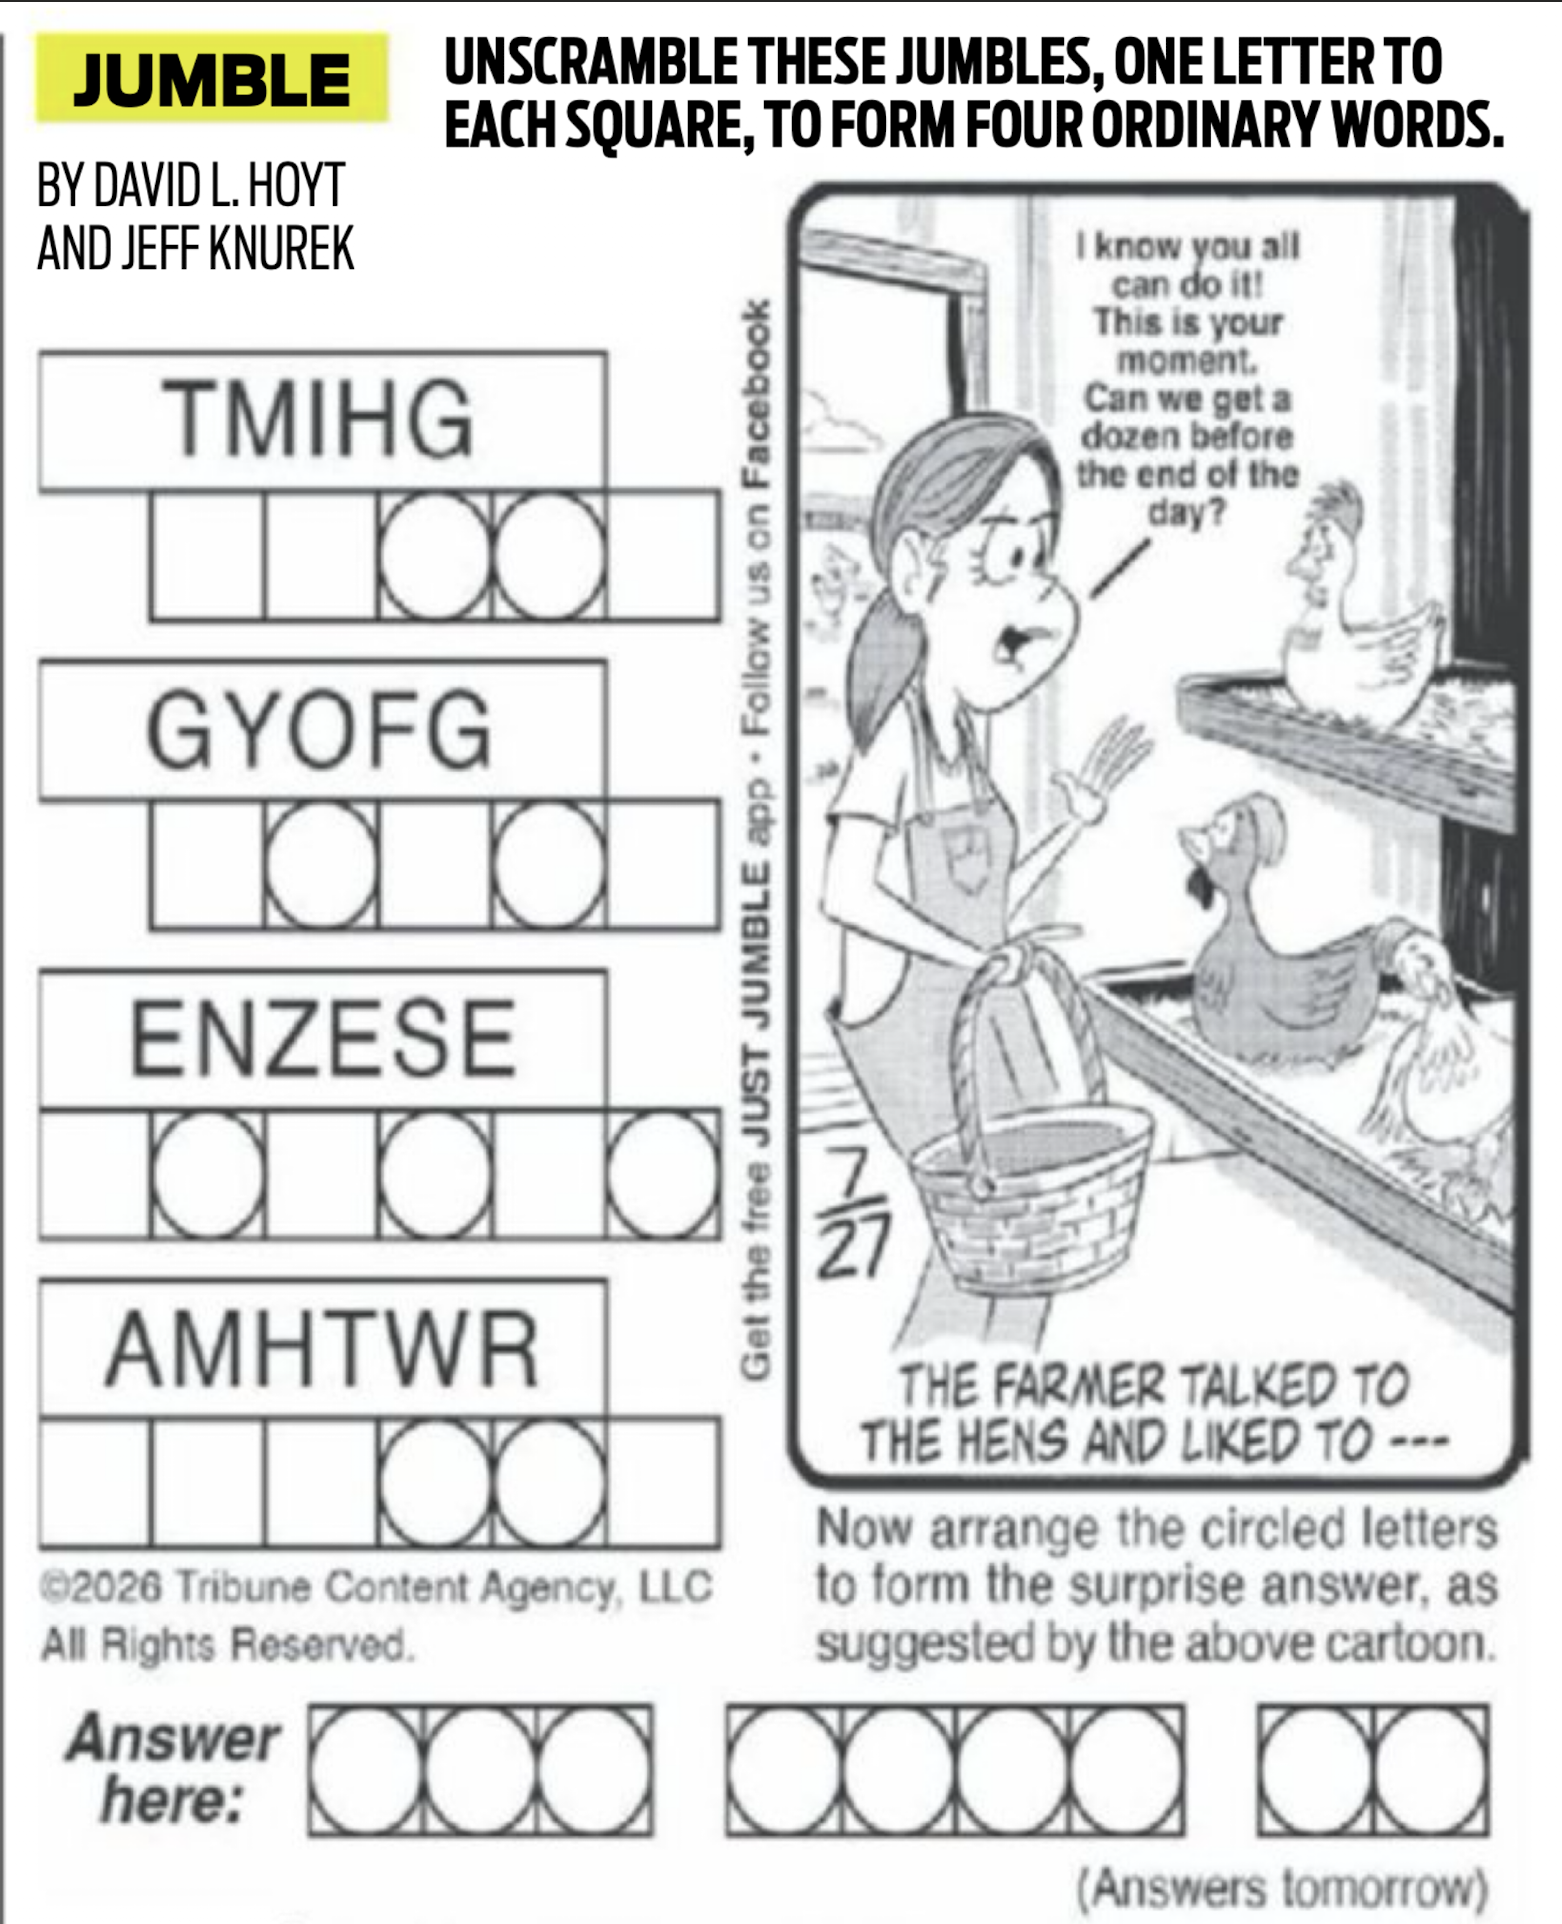 JUMBLE
BY DAVID L. HOYT
AND JEFF KNUREK
UNSCRAMBLE THESE JUMBLES, ONE LETTER TO
EACH SQUARE, TO FORM FOUR ORDINARY WORDS.
TMIHG
GYOFG
ENZESE
AMHTWR
©2026 Tribune Content Agency, LLC
All Rights Reserved.
Get the free JUST JUMBLE app • Follow us on Facebook
I know you all
can do it!
This is your
moment.
Can we get a
dozen before
the end of the
day?
7
27
THE FARMER TALKED TO
THE HENS AND LIKED TO ---
Now arrange the circled letters
to form the surprise answer, as
suggested by the above cartoon.
Answer
here:
(Answers tomorrow)